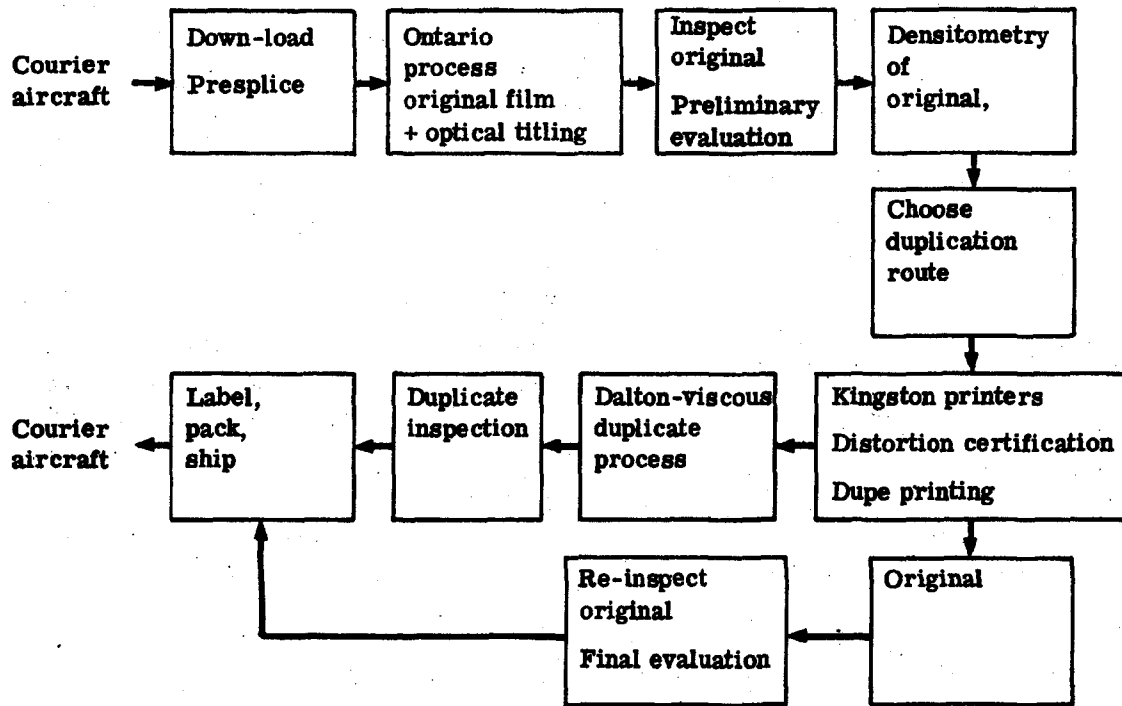 Courier
aircraft
Down-load
Presplice
Ontario
process
original film
+ optical titling
Inspect
original
Preliminary
evaluation
Densitometry
of
original,
Choose
duplication
route
Kingston printers
Distortion certification
Dupe printing
Dalton-viscous
duplicate
process
Duplicate
inspection
Label,
pack,
ship
Courier
aircraft
Original
Re-inspect
original
Final evaluation